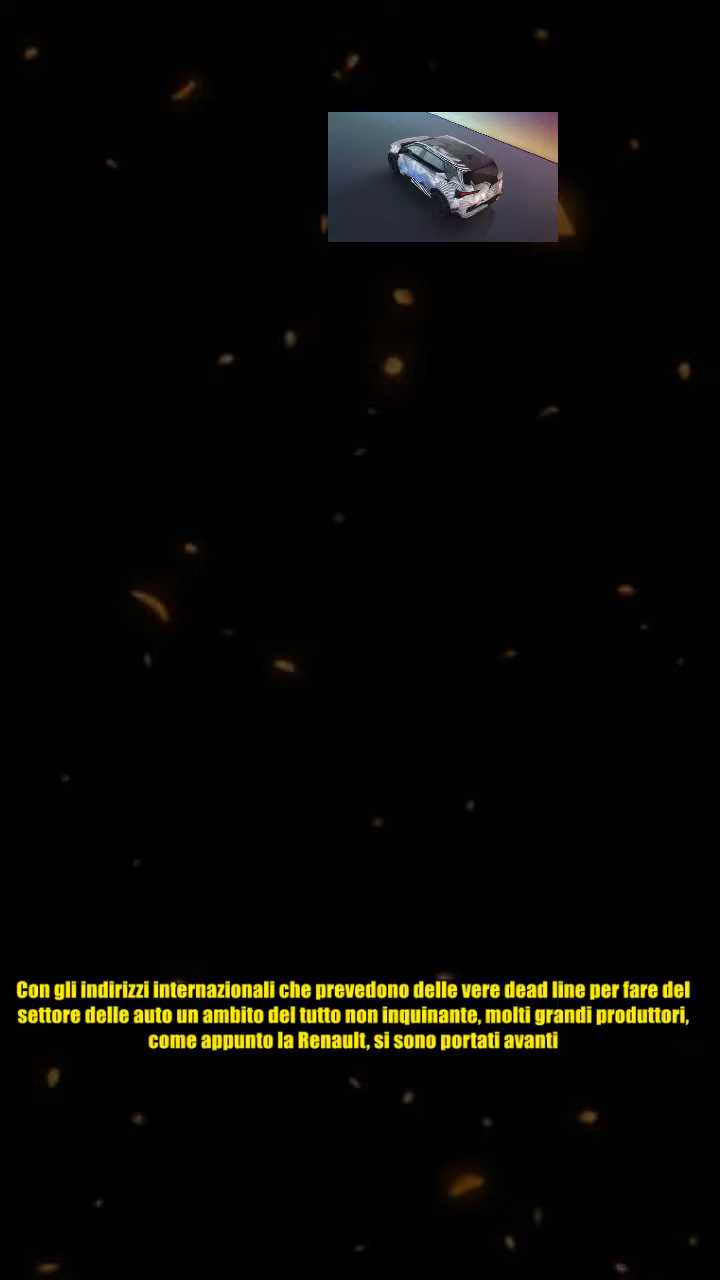 Con gli indirizzi internazionali che prevedono delle vere dead line per fare del
settore delle auto un ambito del tutto non inquinante, molti grandi produttori,
come appunto la Renault, si sono portati avanti